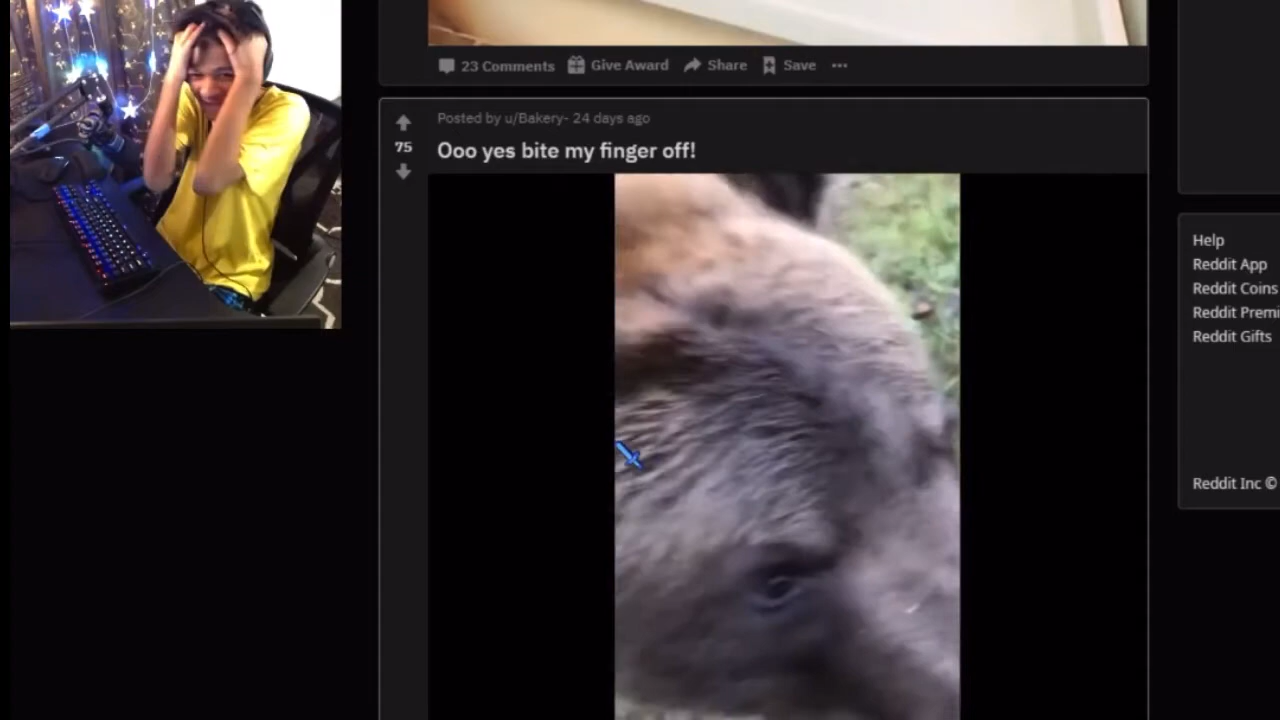 23 Comments Give Award Share Save
Posted by u/Bakery- 24 days ago
75
Ooo yes bite my finger off!
Help
Reddit App
Reddit Coins
Reddit Premi
Reddit Gifts
Reddit Inc ©